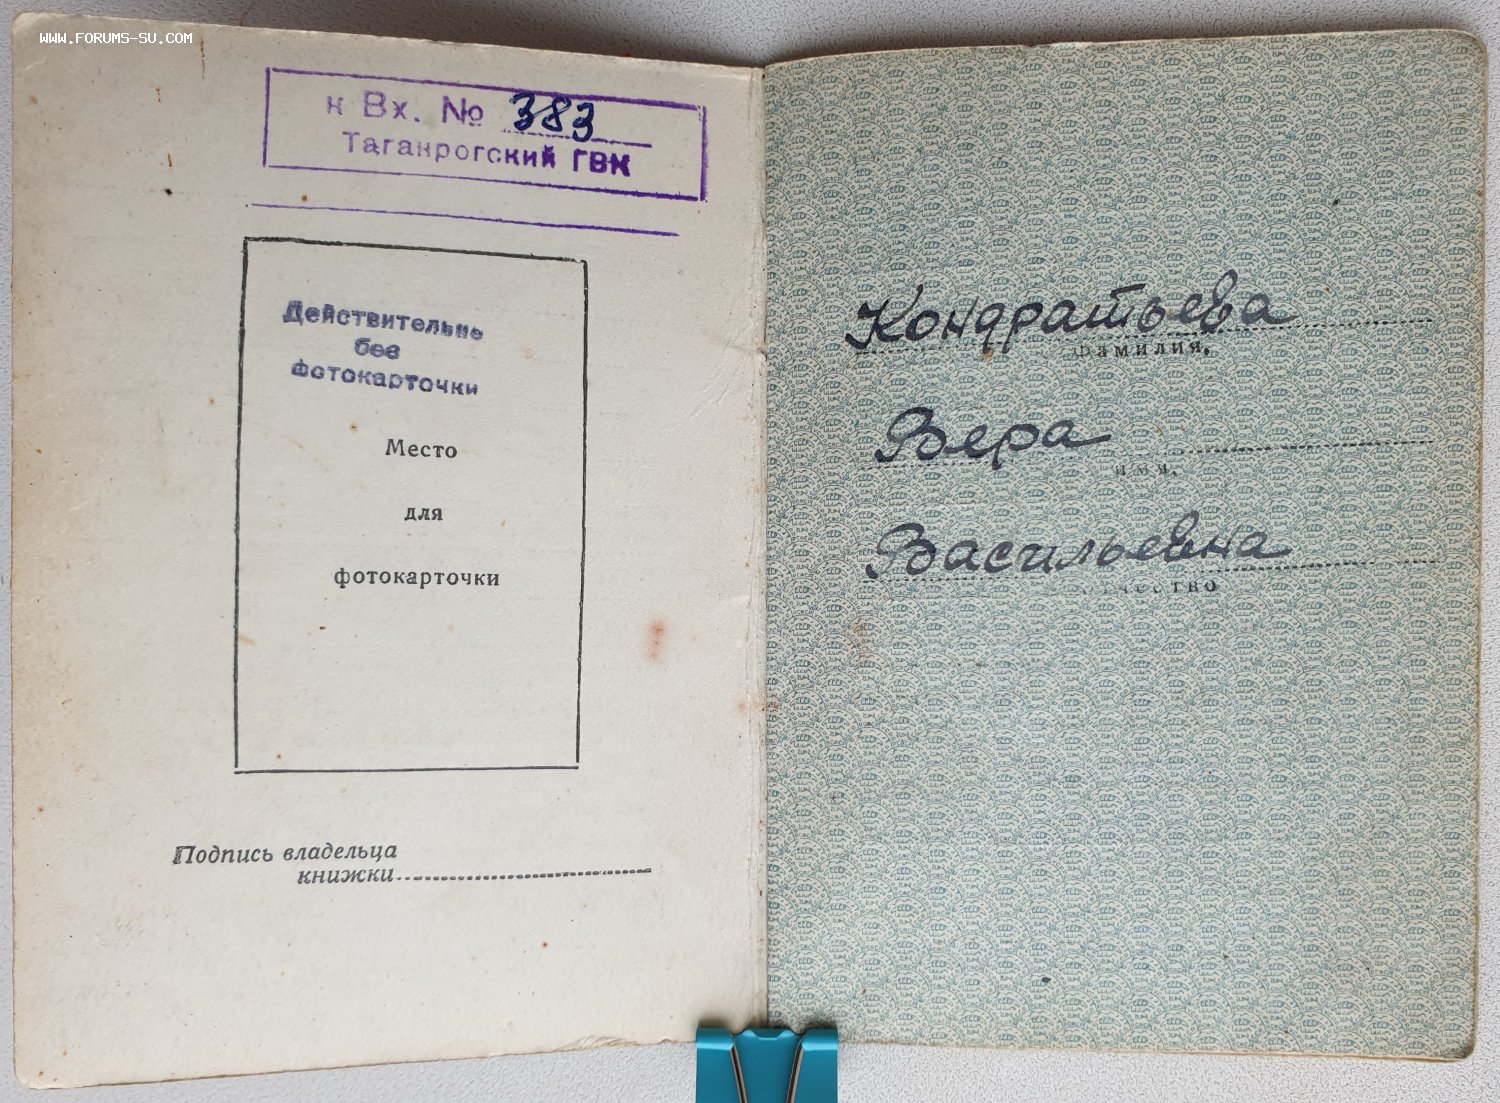 WWW.FORUMS-SU.COM
к Вх. № 383
Таганрогский ГВК
Действительно
без
фотокарточки
Место
для
фотокарточки
Подпись владельца
книжки
Кондратьева
фамилия,
Вера
имя,
Васильевна
отчество